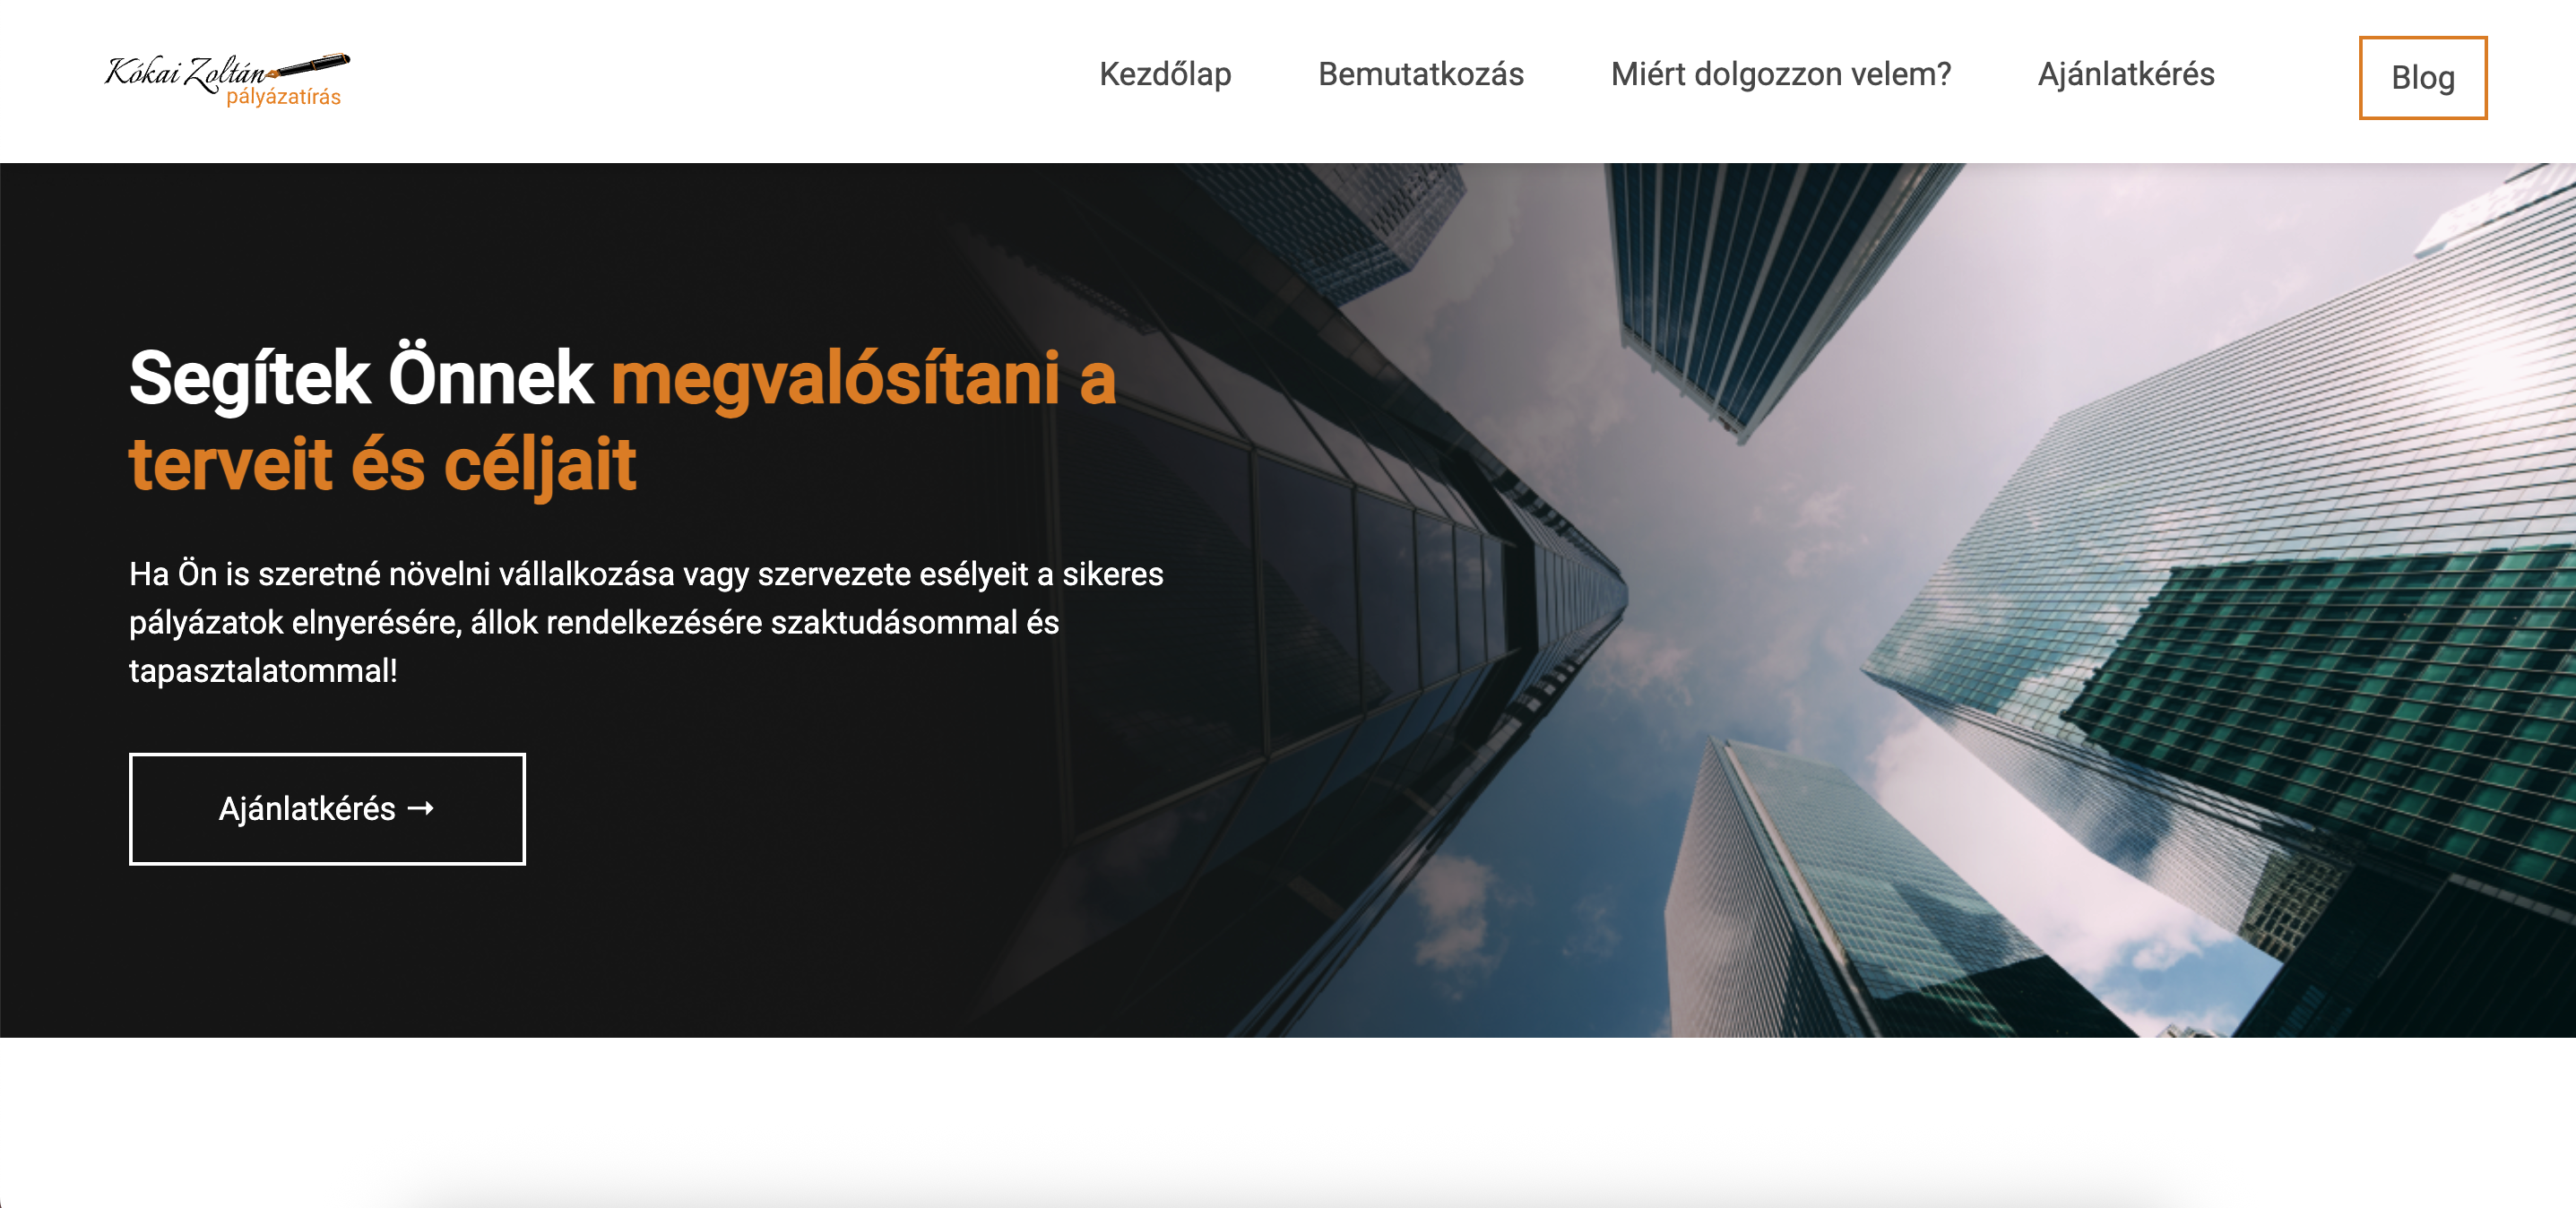 Kókai Zoltán
pályázatírás
Kezdőlap
Bemutatkozás
Miért dolgozzon velem?
Ajánlatkérés
Blog
Segítek Önnek megvalósítani a
terveit és céljait
Ha Ön is szeretné növelni vállalkozása vagy szervezete esélyeit a sikeres
pályázatok elnyerésére, állok rendelkezésére szaktudásommal és
tapasztalatommal!
Ajánlatkérés →